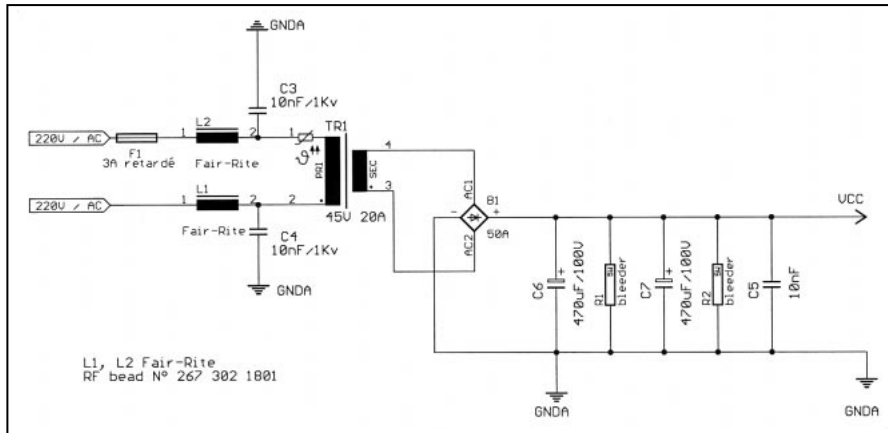 GNDA
C3
10nF/1Kv
L2
1
2
1
TR1
4
220V / AC
F1
3A retardé
Fair-Rite
PRI
SEC
AC1
L1
3
B1
VCC
220V / AC
1
2
2
- +
Fair-Rite
45V 20A
AC2
50A
C4
10nF/1Kv
GNDA
C6
470uF/100V
+
R1
5W
bleeder
C7
470uF/100V
+
R2
5W
bleeder
C5
10nF
L1, L2 Fair-Rite
RF bead Nº 267 302 1801
GNDA
GNDA